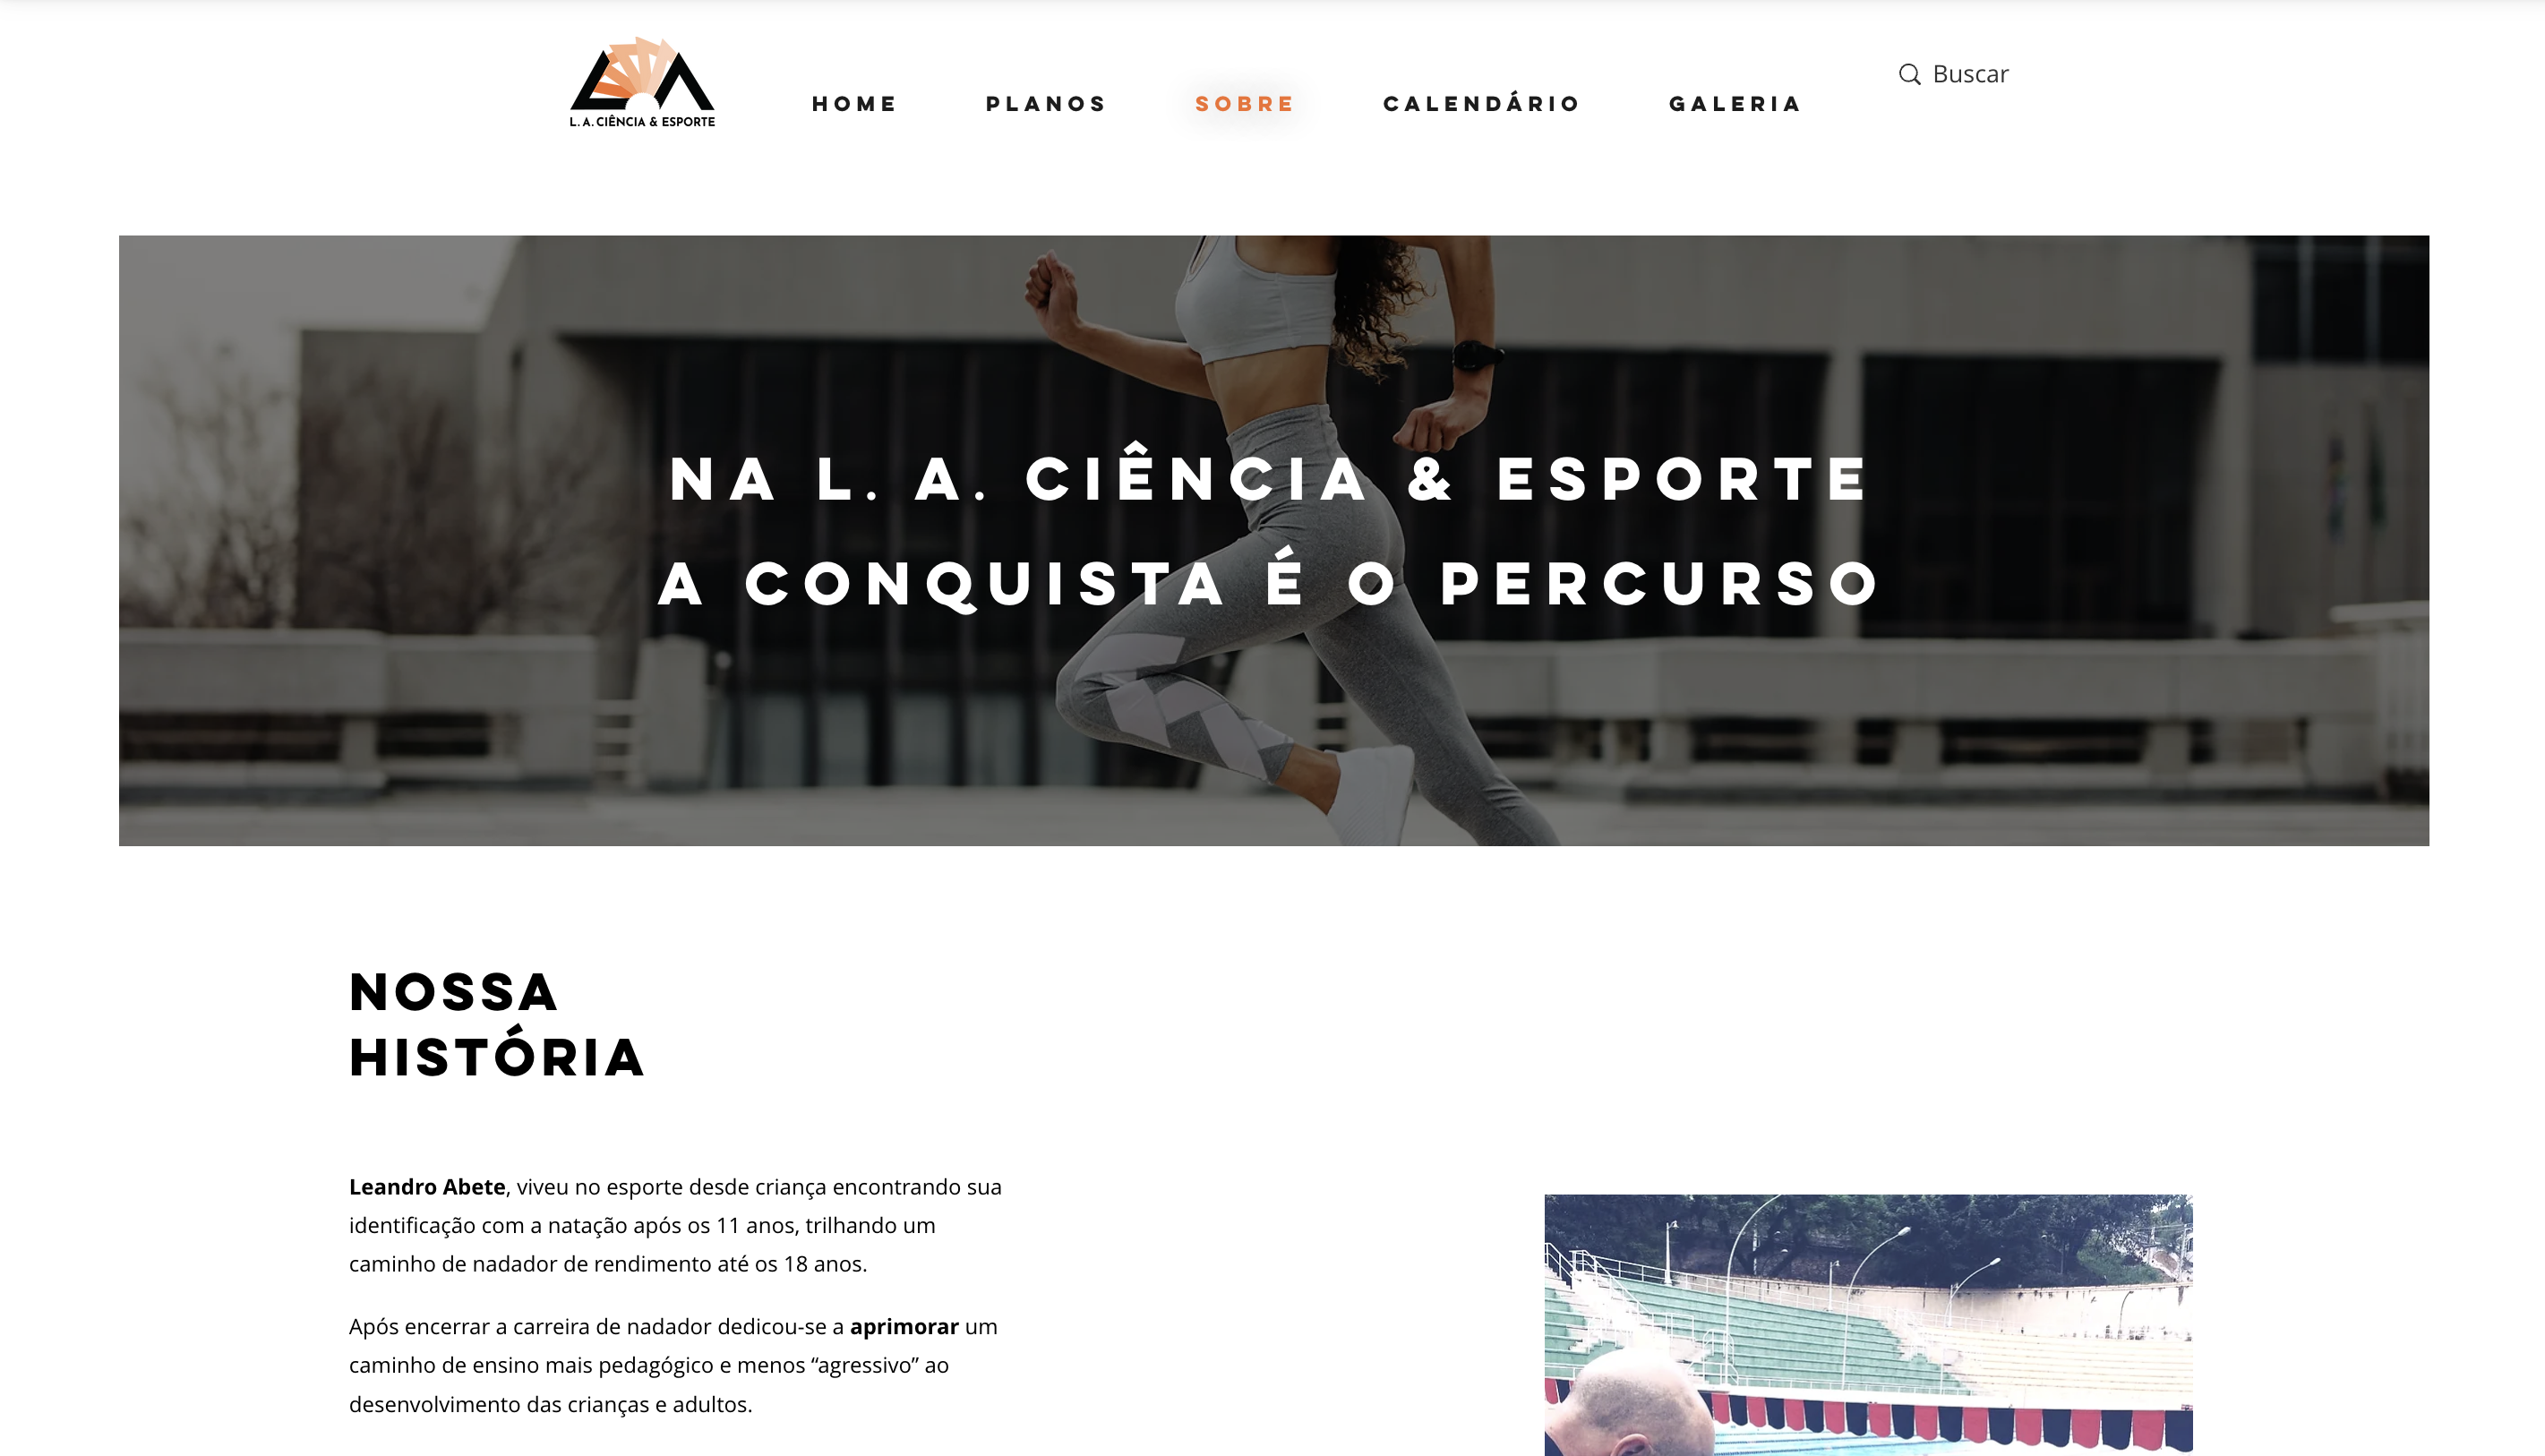 L. A. CIÊNCIA & ESPORTE
HOME PLANOS SOBRE CALENDÁRIO GALERIA
Buscar
NA L. A. CIÊNCIA & ESPORTE
A CONQUISTA É O PERCURSO
NOSSA
HISTÓRIA
Leandro Abete, viveu no esporte desde criança encontrando sua
identificação com a natação após os 11 anos, trilhando um
caminho de nadador de rendimento até os 18 anos.
Após encerrar a carreira de nadador dedicou-se a aprimorar um
caminho de ensino mais pedagógico e menos “agressivo” ao
desenvolvimento das crianças e adultos.